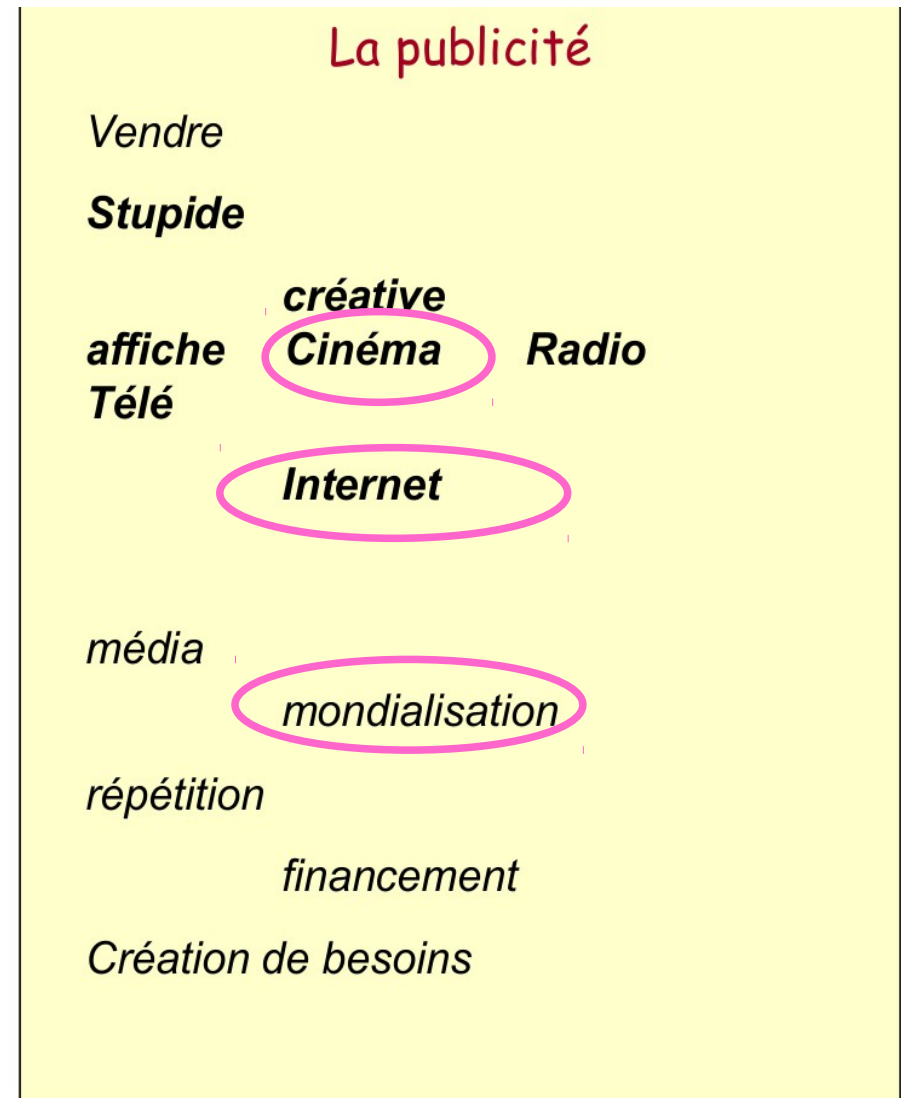 La publicité
Vendre
Stupide
créative
affiche Cinéma Radio
Télé
Internet
média
mondialisation
répétition
financement
Création de besoins